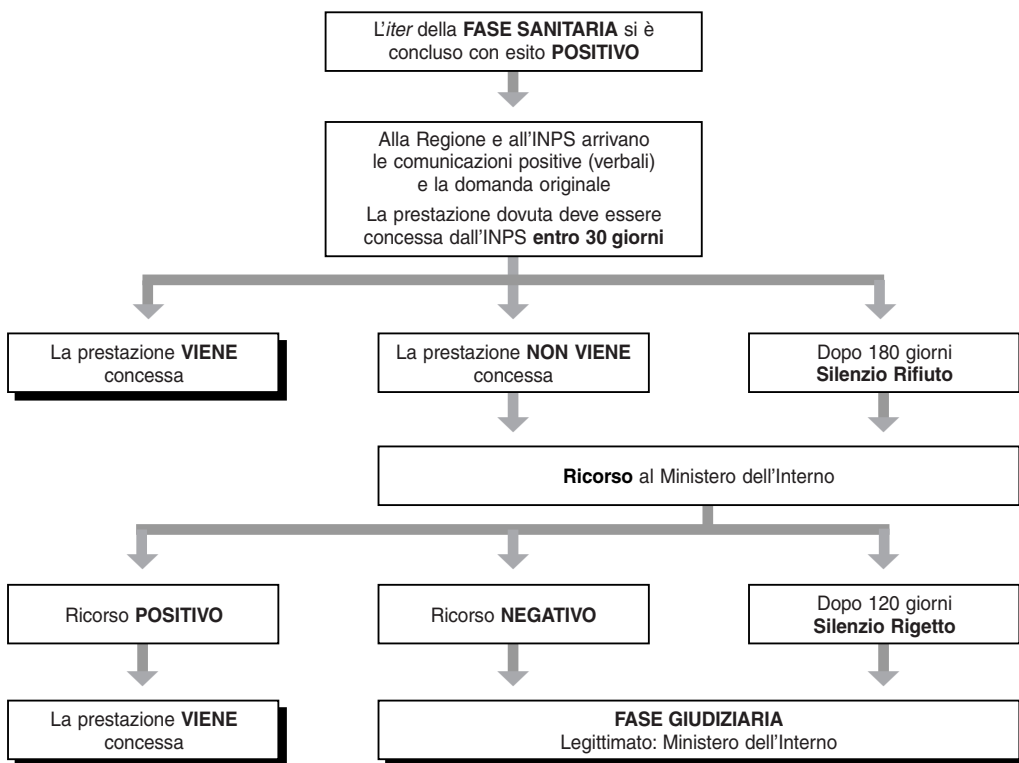 L'iter della FASE SANITARIA si è
concluso con esito POSITIVO
Alla Regione e all'INPS arrivano
le comunicazioni positive (verbali)
e la domanda originale
La prestazione dovuta deve essere
concessa dall'INPS entro 30 giorni
La prestazione VIENE
concessa
La prestazione NON VIENE
concessa
Dopo 180 giorni
Silenzio Rifiuto
Ricorso al Ministero dell'Interno
Ricorso POSITIVO
Ricorso NEGATIVO
Dopo 120 giorni
Silenzio Rigetto
La prestazione VIENE
concessa
FASE GIUDIZIARIA
Legittimato: Ministero dell'Interno